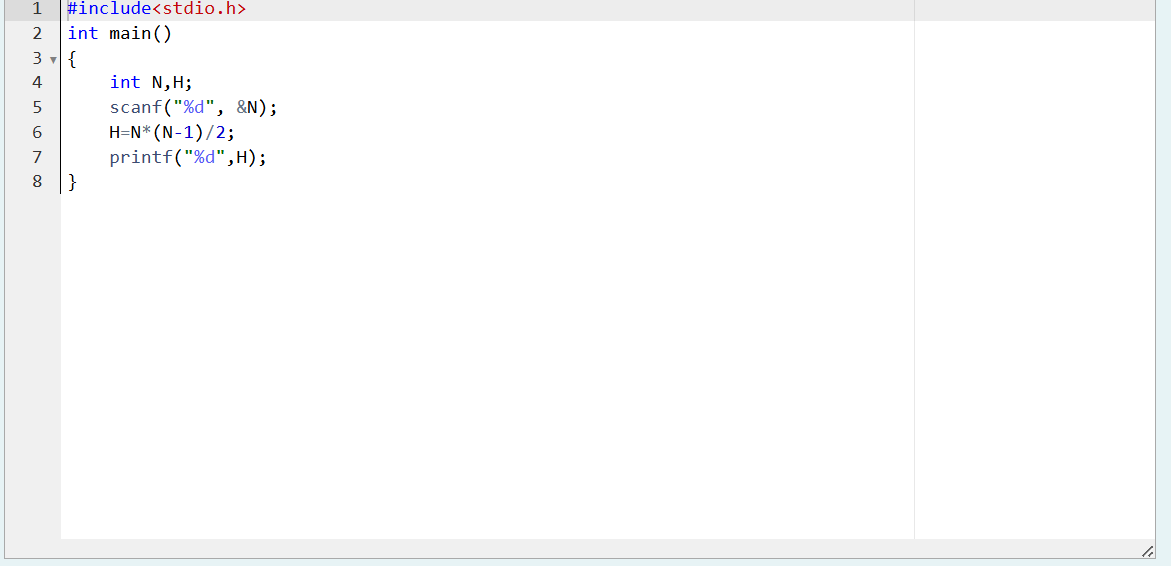 1 #include<stdio.h>
2 int main()
3 {
4     int N,H;
5     scanf("%d", &N);
6     H=N*(N-1)/2;
7     printf("%d",H);
8 }